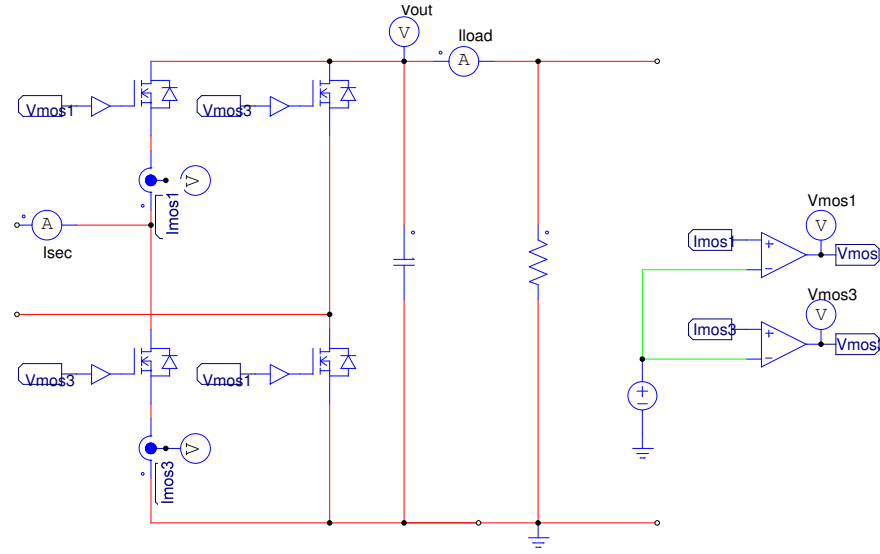 Vout
Iload
A
V
Vmos1
Vmos3
V
Imos1
A
Isec
Vmos1
V
Imos1
Vmos
Vmos3
V
Imos3
Vmos
Vmos3
Vmos1
V
Imos3